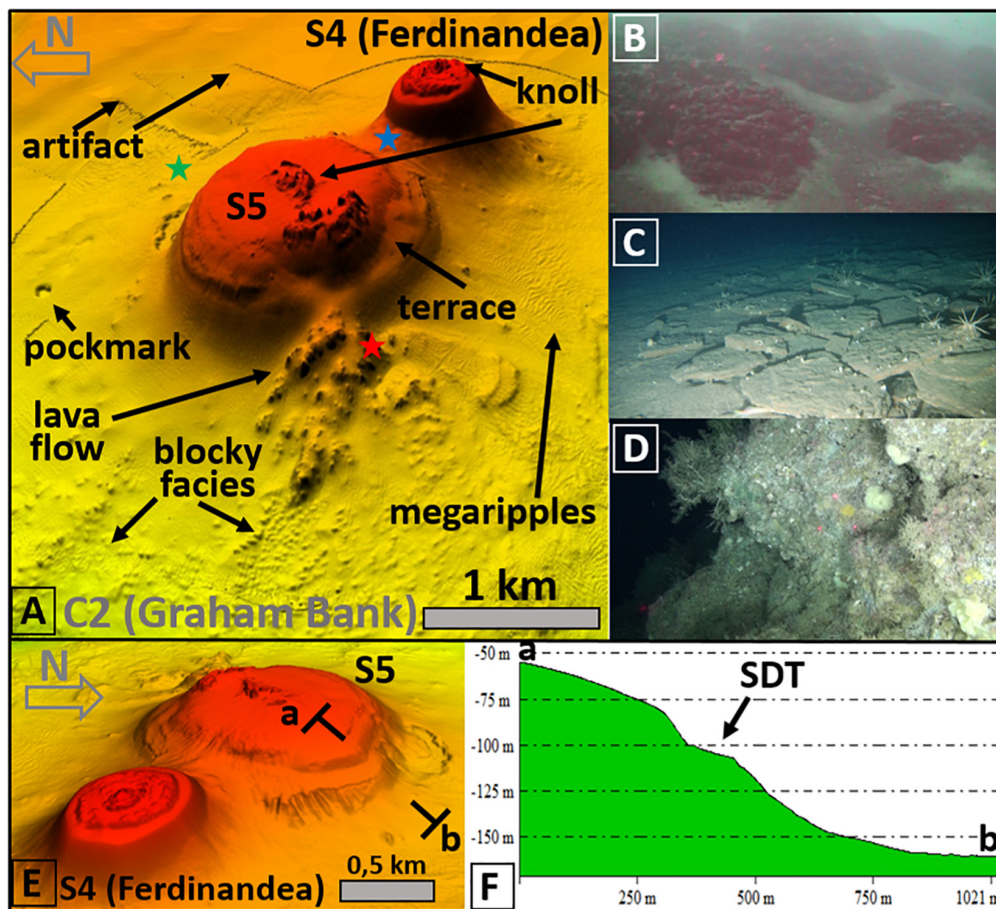 N
S4 (Ferdinandea)
knoll
artifact
S5
terrace
pockmark
lava
flow
blocky
facies
megaripples
1 km
A
C2 (Graham Bank)
B
C
D
N
S5
a
b
0,5 km
E
S4 (Ferdinandea)
a
SDT
b
-50 m
-75 m
-100 m
-125 m
-150 m
F
250 m
500 m
750 m
1021 m